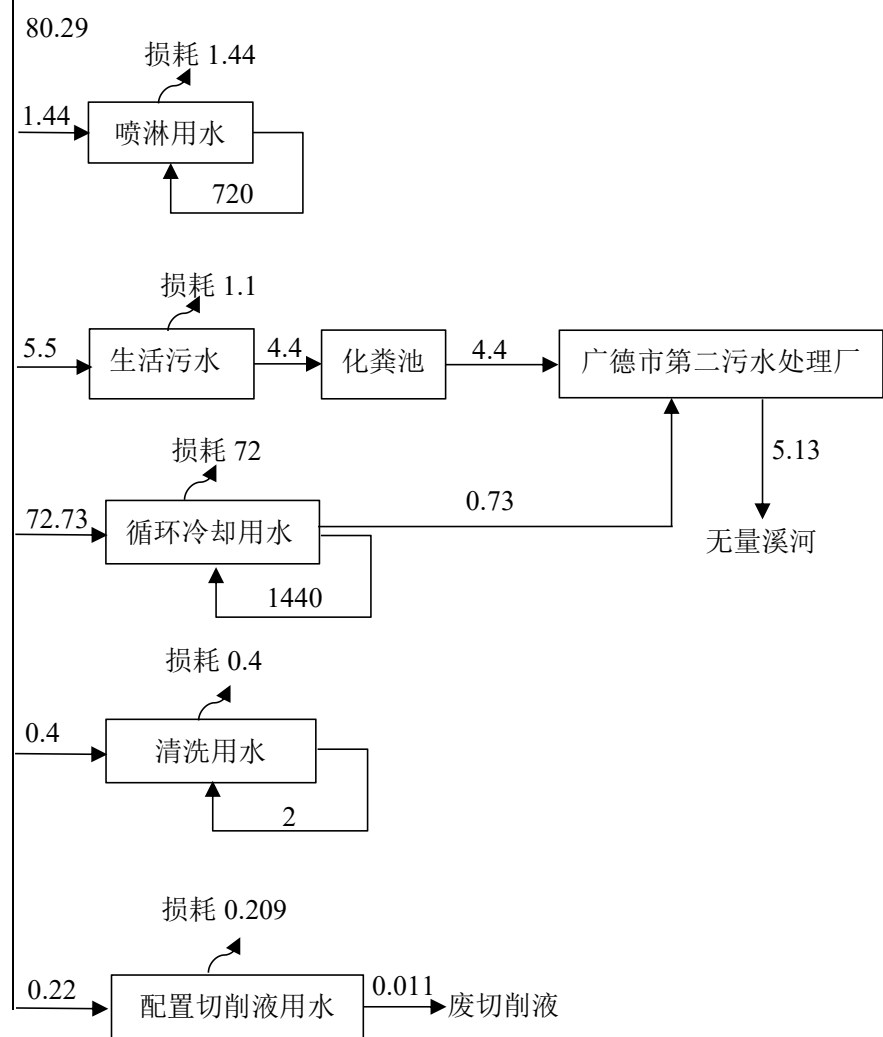 80.29
损耗 1.44
1.44
喷淋用水
720
损耗 1.1
5.5
生活污水
4.4
化粪池
4.4
广德市第二污水处理厂
5.13
无量溪河
损耗 72
72.73
循环冷却用水
0.73
1440
损耗 0.4
0.4
清洗用水
2
损耗 0.209
0.22
配置切削液用水
0.011
废切削液